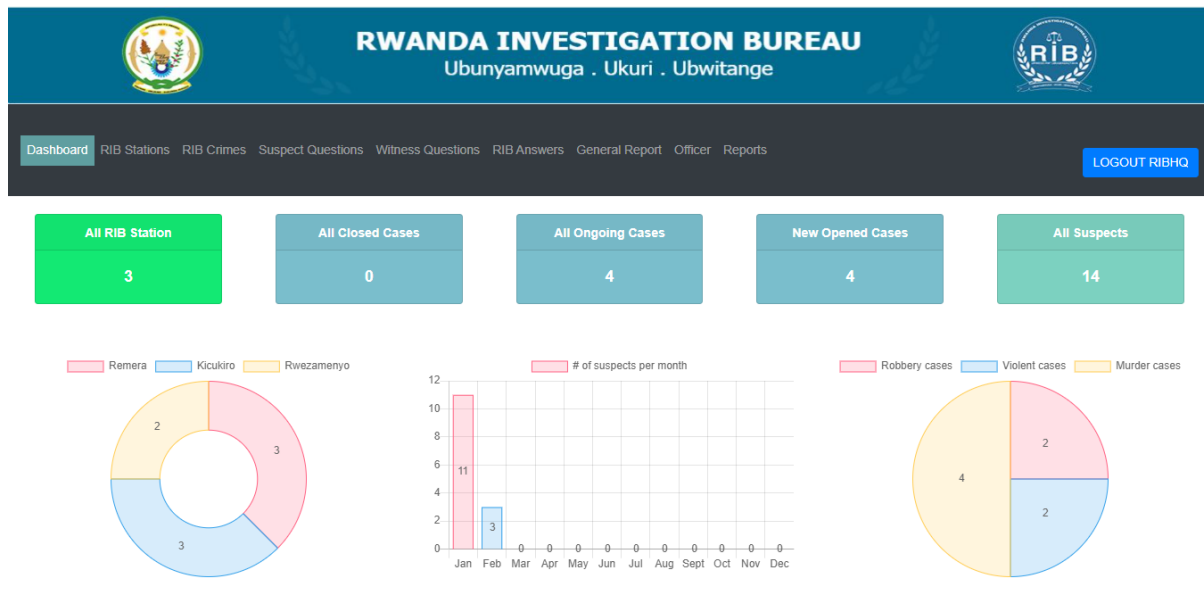 RWANDA INVESTIGATION BUREAU
Ubunyamwuga . Ukuri . Ubwitange
RIB
Dashboard RIB Stations RIB Crimes Suspect Questions Witness Questions RIB Answers General Report Officer Reports
LOGOUT RIBHQ
All RIB Station
3
All Closed Cases
0
All Ongoing Cases
4
New Opened Cases
4
All Suspects
14
Remera Kicukiro Rwezamenyo
2
3
3
# of suspects per month
12
10
8
6
4
2
0
11
3
0 0 0 0 0 0 0 0 0 0
Jan Feb Mar Apr May Jun Jul Aug Sept Oct Nov Dec
Robbery cases Violent cases Murder cases
2
4
2